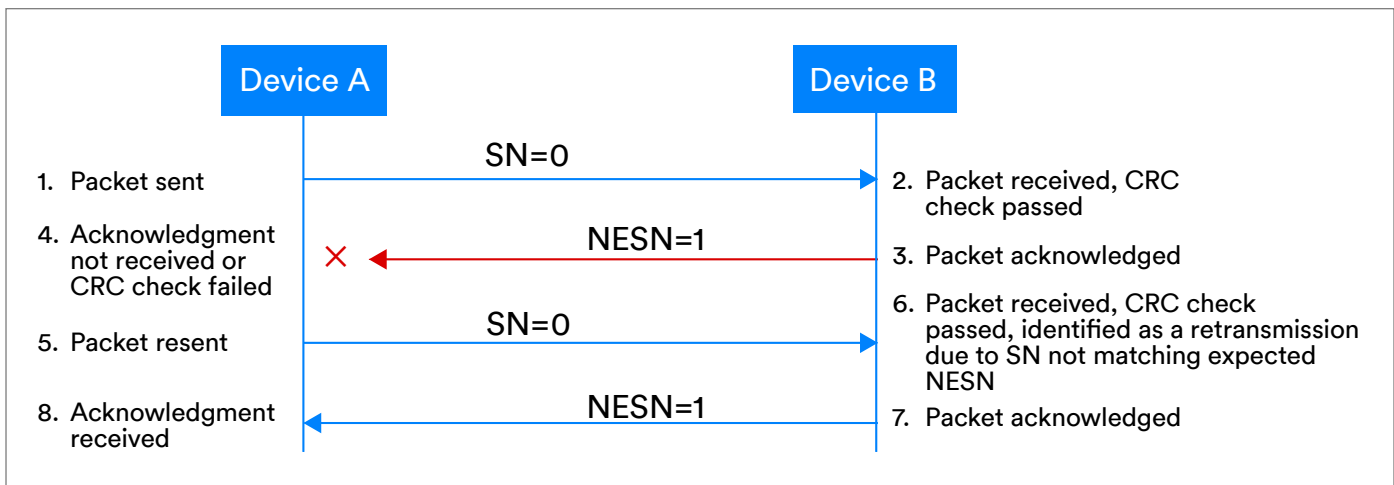 Device A
Device B
SN=0
1. Packet sent
2. Packet received, CRC
check passed
NESN=1
4. Acknowledgment
not received or
CRC check failed
3. Packet acknowledged
SN=0
5. Packet resent
6. Packet received, CRC check
passed, identified as a retransmission
due to SN not matching expected
NESN
NESN=1
8. Acknowledgment
received
7. Packet acknowledged